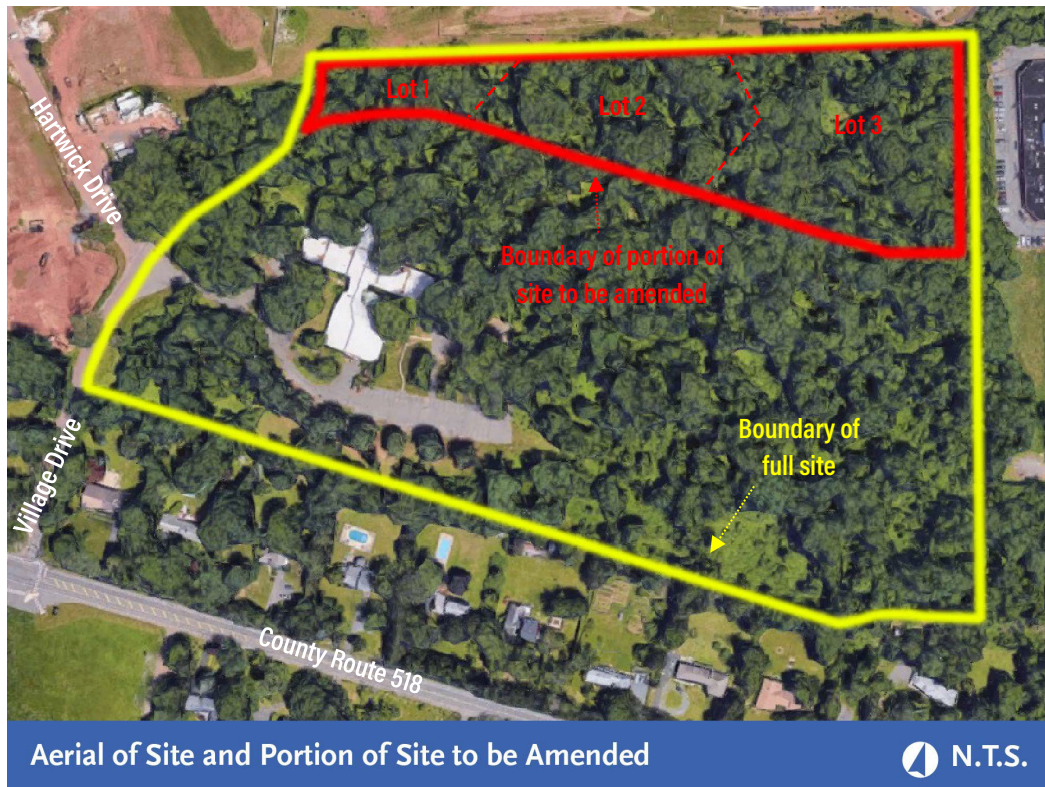 Lot 1
Lot 2
Lot 3
Hartwick Drive
Boundary of portion of
site to be amended
Boundary of
full site
Village Drive
County Route 518
Aerial of Site and Portion of Site to be Amended
N.T.S.